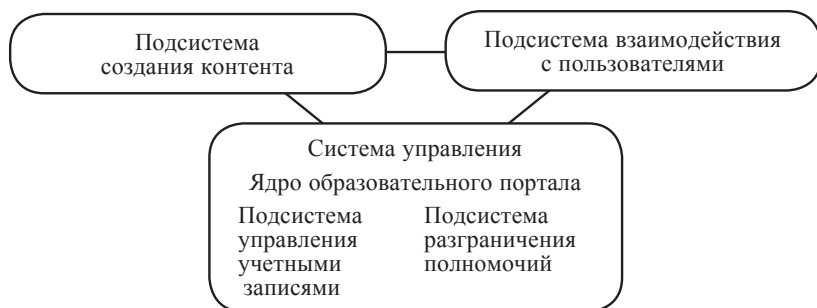 Подсистема
создания контента
Подсистема взаимодействия
с пользователями
Система управления
Ядро образовательного портала
Подсистема
управления
учетными
записями
Подсистема
разграничения
полномочий